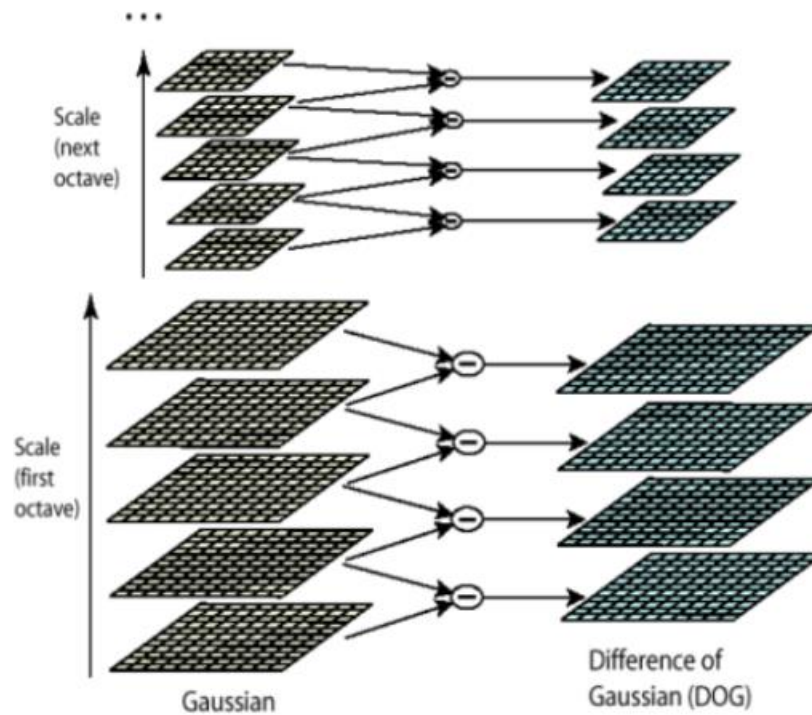 ...
Scale
(next
octave)
Scale
(first
octave)
Gaussian
Difference of
Gaussian (DOG)